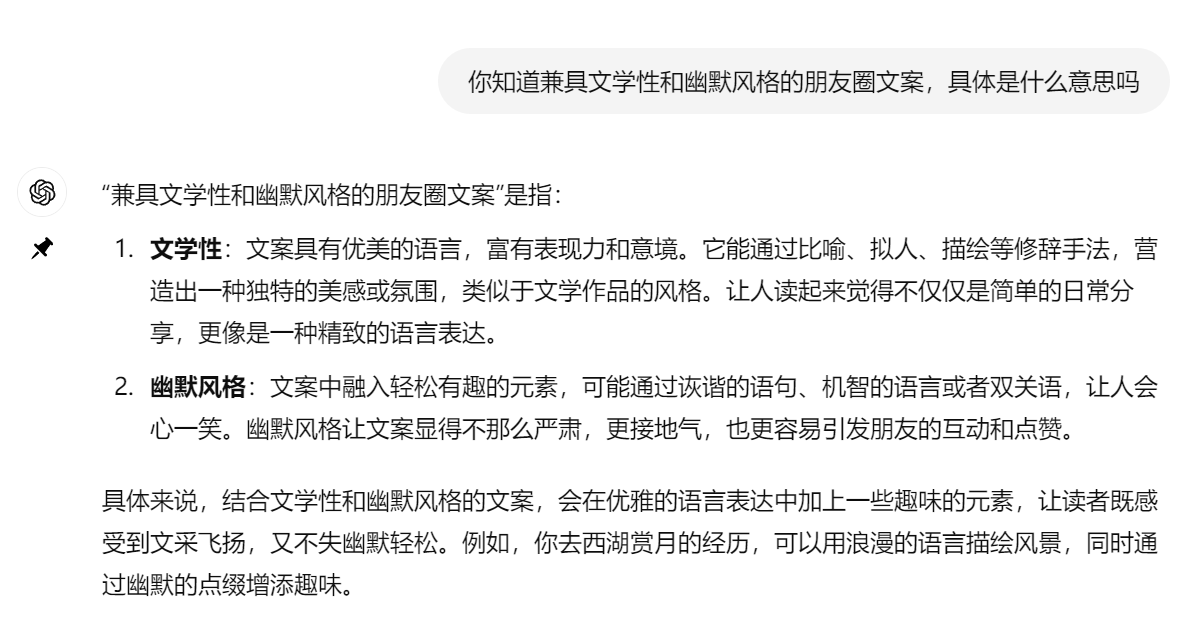 你知道兼具文学性和幽默风格的朋友圈文案，具体是什么意思吗
“兼具文学性和幽默风格的朋友圈文案”是指：
1. 文学性：文案具有优美的语言，富有表现力和意境。它能通过比喻、拟人、描绘等修辞手法，营
造出一种独特的美感或氛围，类似于文学作品的风格。让人读起来觉得不仅仅是简单的日常分
享，更像是一种精致的语言表达。
2. 幽默风格：文案中融入轻松有趣的元素，可能通过诙谐的语句、机智的语言或者双关语，让人会
心一笑。幽默风格让文案显得不那么严肃，更接地气，也更容易引发朋友的互动和点赞。
具体来说，结合文学性和幽默风格的文案，会在优雅的语言表达中加上一些趣味的元素，让读者既感
受到文采飞扬，又不失幽默轻松。例如，你去西湖赏月的经历，可以用浪漫的语言描绘风景，同时通
过幽默的点缀增添趣味。